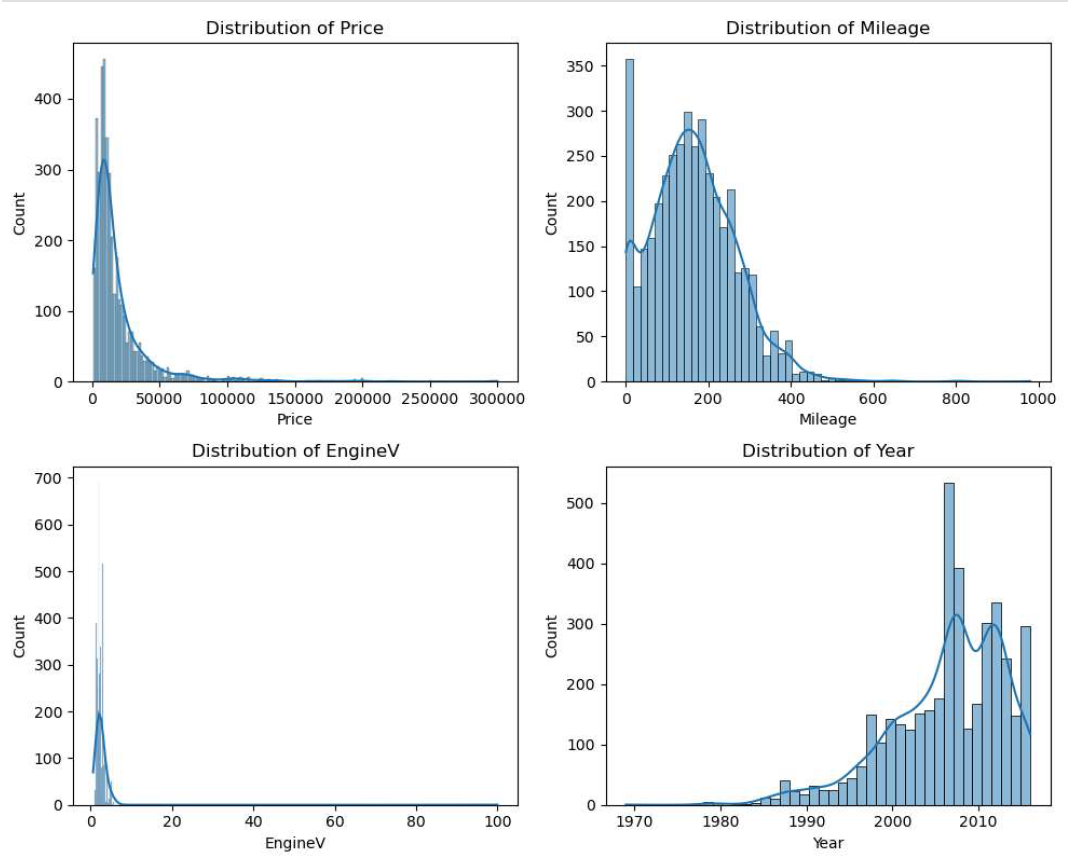 Distribution of Price
Count
400
300
200
100
0
0 50000 100000 150000 200000 250000 300000
Price
Distribution of Mileage
Count
350
300
250
200
150
100
50
0
0 200 400 600 800 1000
Mileage
Distribution of EngineV
Count
700
600
500
400
300
200
100
0
0 20 40 60 80 100
EngineV
Distribution of Year
Count
500
400
300
200
100
0
1970 1980 1990 2000 2010
Year